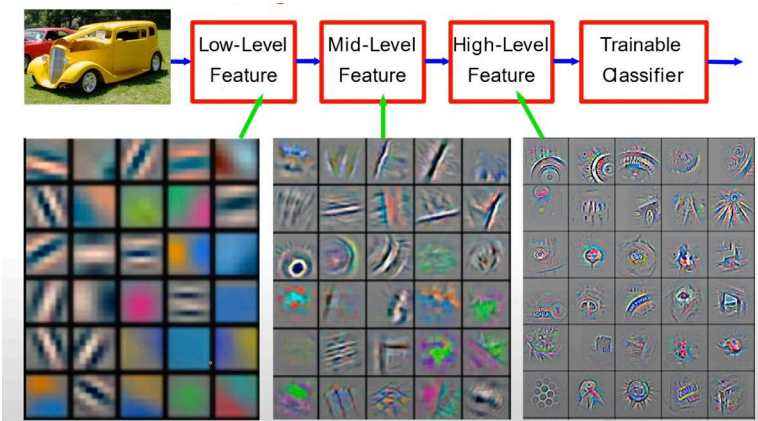 Low-Level
Feature
Mid-Level
Feature
High-Level
Feature
Trainable
Classifier